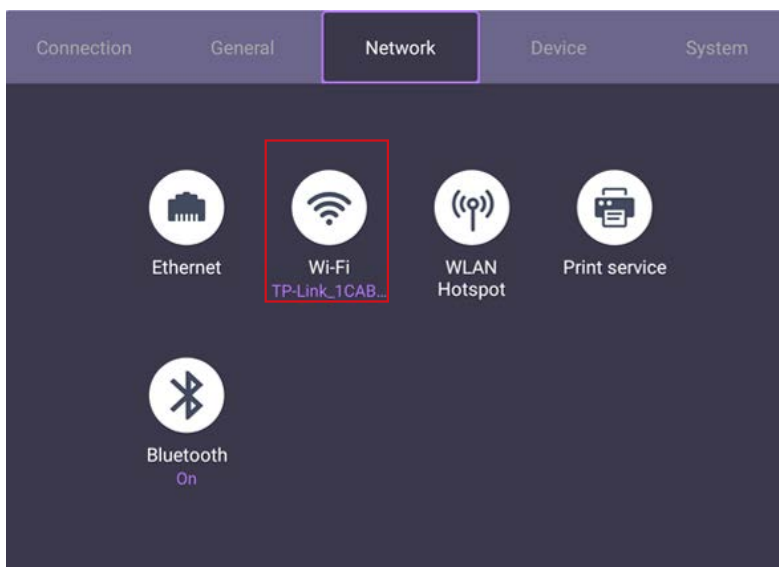 Connection General Network Device System
Ethernet Wi-Fi WLAN Print service
TP-Link_1CAB... Hotspot
Bluetooth
On